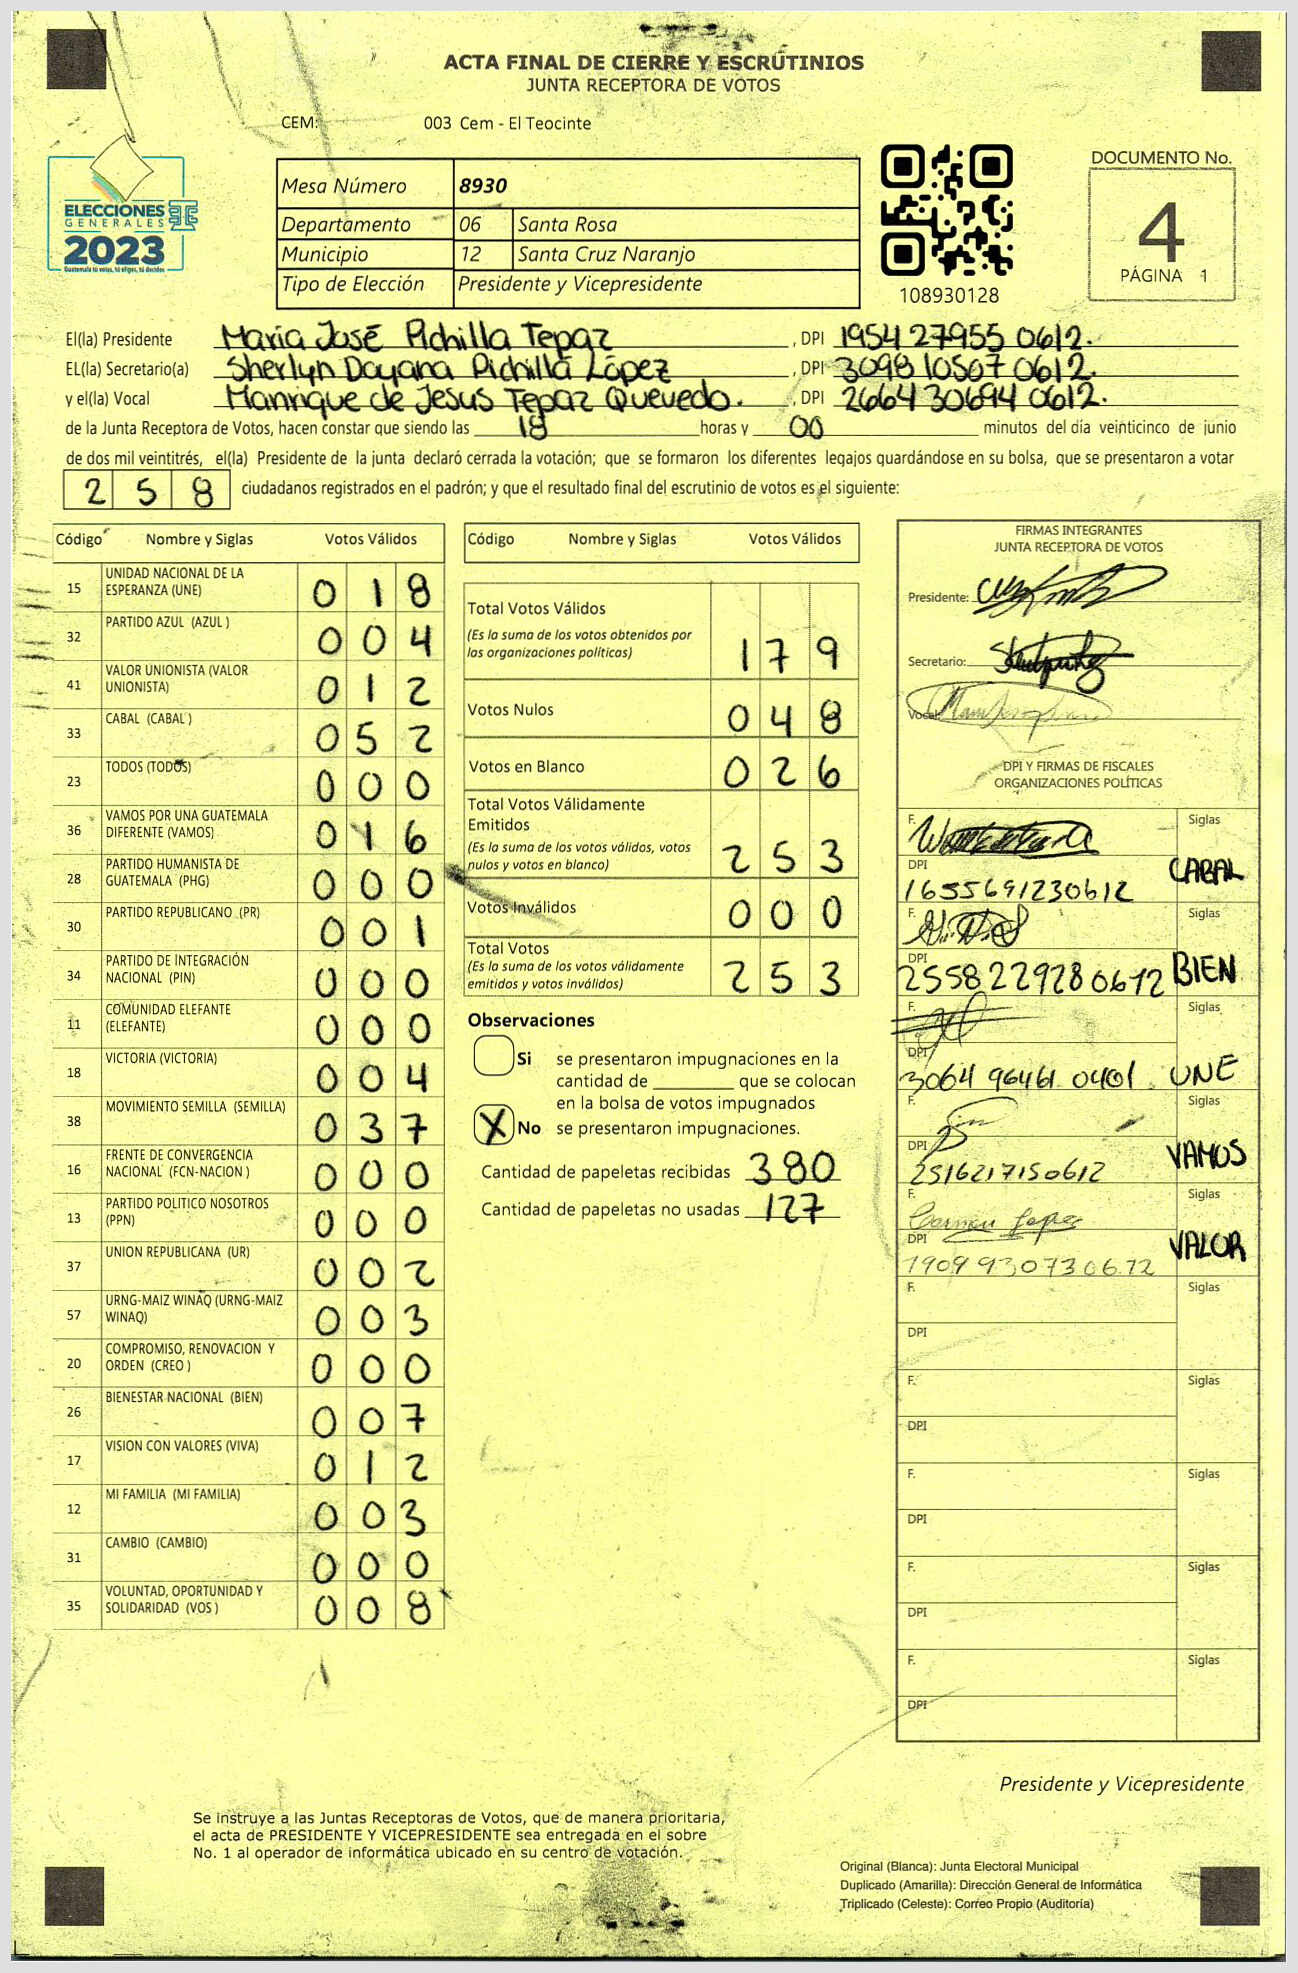 ACTA FINAL DE CIERRE Y ESCRUTINIOS
JUNTA RECEPTORA DE VOTOS
CEM: 003 Cem - El Teocinte
ELECCIONES
GENERALES
2023
Guatemala tú votas, tú eliges, tú decides
Mesa Número 8930
Departamento 06 Santa Rosa
Municipio 12 Santa Cruz Naranjo
Tipo de Elección Presidente y Vicepresidente
108930128
DOCUMENTO No.
4
PÁGINA 1
El(la) Presidente María José Pichilla Tepaz , DPI 1954 27955 0612.
EL(la) Secretario(a) Sherlyn Dayana Pichillá López , DPI 3098 10507 0612.
y el(la) Vocal Manrique de Jesus Tepaz Quevedo. , DPI 2664 30694 0612.
de la Junta Receptora de Votos, hacen constar que siendo las 18 horas y 00 minutos del día veinticinco de junio
de dos mil veintitrés, el(la) Presidente de la junta declaró cerrada la votación; que se formaron los diferentes legajos guardándose en su bolsa, que se presentaron a votar
2 5 8 ciudadanos registrados en el padrón; y que el resultado final del escrutinio de votos es el siguiente:
Código Nombre y Siglas Votos Válidos
15 UNIDAD NACIONAL DE LA
ESPERANZA (UNE) 0 1 8
32 PARTIDO AZUL (AZUL ) 0 0 4
41 VALOR UNIONISTA (VALOR
UNIONISTA) 0 1 2
33 CABAL (CABAL ) 0 5 2
23 TODOS (TODOS) 0 0 0
36 VAMOS POR UNA GUATEMALA
DIFERENTE (VAMOS) 0 1 6
28 PARTIDO HUMANISTA DE
GUATEMALA (PHG) 0 0 0
30 PARTIDO REPUBLICANO (PR) 0 0 1
34 PARTIDO DE INTEGRACIÓN
NACIONAL (PIN) 0 0 0
11 COMUNIDAD ELEFANTE
(ELEFANTE) 0 0 0
18 VICTORIA (VICTORIA) 0 0 4
38 MOVIMIENTO SEMILLA (SEMILLA) 0 3 7
16 FRENTE DE CONVERGENCIA
NACIONAL (FCN-NACION ) 0 0 0
13 PARTIDO POLITICO NOSOTROS
(PPN) 0 0 0
37 UNION REPUBLICANA (UR) 0 0 2
57 URNG-MAIZ WINAQ (URNG-MAIZ
WINAQ) 0 0 3
20 COMPROMISO, RENOVACION Y
ORDEN (CREO ) 0 0 0
26 BIENESTAR NACIONAL (BIEN) 0 0 7
17 VISION CON VALORES (VIVA) 0 1 2
12 MI FAMILIA (MI FAMILIA) 0 0 3
31 CAMBIO (CAMBIO) 0 0 0
35 VOLUNTAD, OPORTUNIDAD Y
SOLIDARIDAD (VOS ) 0 0 8
Código Nombre y Siglas Votos Válidos
Total Votos Válidos
(Es la suma de los votos obtenidos por
las organizaciones políticas) 1 7 9
Votos Nulos 0 4 8
Votos en Blanco 0 2 6
Total Votos Válidamente
Emitidos
(Es la suma de los votos válidos, votos
nulos y votos en blanco) 2 5 3
Votos Inválidos 0 0 0
Total Votos
(Es la suma de los votos válidamente
emitidos y votos inválidos) 2 5 3
Observaciones
Si se presentaron impugnaciones en la
cantidad de ________ que se colocan
en la bolsa de votos impugnados
X No se presentaron impugnaciones.
Cantidad de papeletas recibidas 380
Cantidad de papeletas no usadas 127
FIRMAS INTEGRANTES
JUNTA RECEPTORA DE VOTOS
Presidente:
Secretario:
Vocal:
DPI Y FIRMAS DE FISCALES
ORGANIZACIONES POLÍTICAS
F. Siglas
DPI CABAL
1655691230612
F. Siglas
DPI
2558 22928 0612 BIEN
F. Siglas
DPI
3064 96461 0401. UNE
F. Siglas
DPI VAMOS
2516217150612
F. Carmen Lopez Siglas
DPI VALOR
1909 93073 0612
F. Siglas
DPI
F. Siglas
DPI
F. Siglas
DPI
F. Siglas
DPI
F. Siglas
DPI
Presidente y Vicepresidente
Se instruye a las Juntas Receptoras de Votos, que de manera prioritaria,
el acta de PRESIDENTE Y VICEPRESIDENTE sea entregada en el sobre
No. 1 al operador de informática ubicado en su centro de votación.
Original (Blanca): Junta Electoral Municipal
Duplicado (Amarilla): Dirección General de Informática
Triplicado (Celeste): Correo Propio (Auditoría)